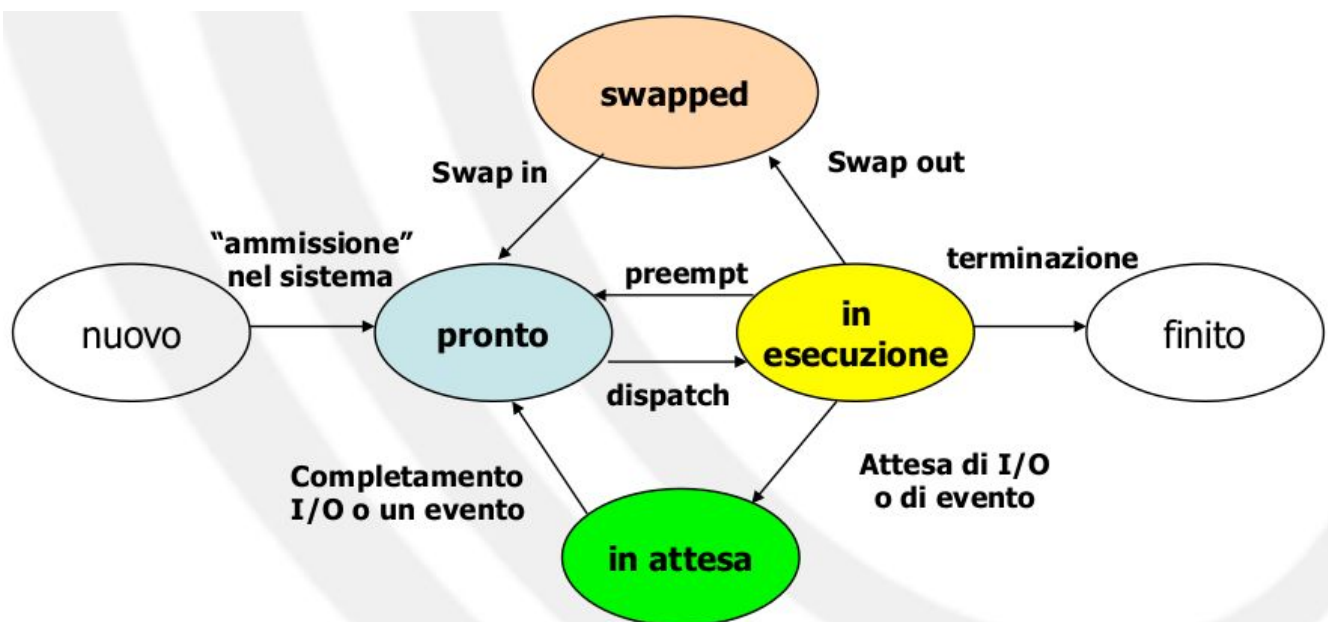 swapped
Swap in
Swap out
“ammissione”
nel sistema
preempt
terminazione
nuovo
pronto
in
esecuzione
finito
dispatch
Completamento
I/O o un evento
Attesa di I/O
o di evento
in attesa